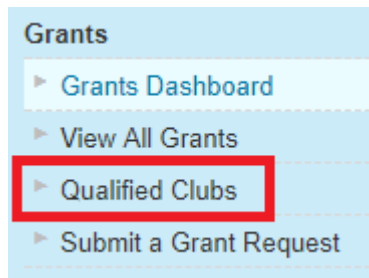 Grants
Grants Dashboard
View All Grants
Qualified Clubs
Submit a Grant Request